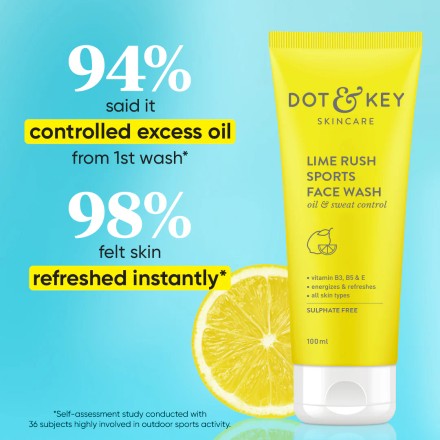 94%
said it
controlled excess oil
from 1st wash*
98%
felt skin
refreshed instantly*
*Self-assessment study conducted with
36 subjects highly involved in outdoor sports activity.
DOT & KEY
SKINCARE
LIME RUSH
SPORTS
FACE WASH
oil & sweat control
• vitamin B3, B5 & E
• energizes & refreshes
• all skin types
SULPHATE FREE
100ml